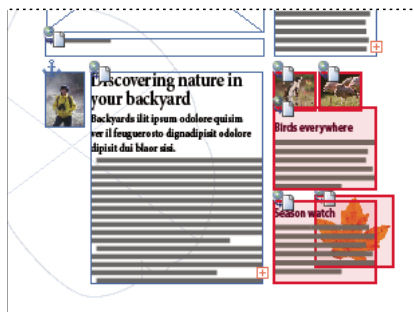 Discovering nature in
your backyard
Backyards ilit ipsum odolore quisim
ver il feuguerosto dignadipisit odolore
dipisit dui blaor sisi.
Birds everywhere
Season watch